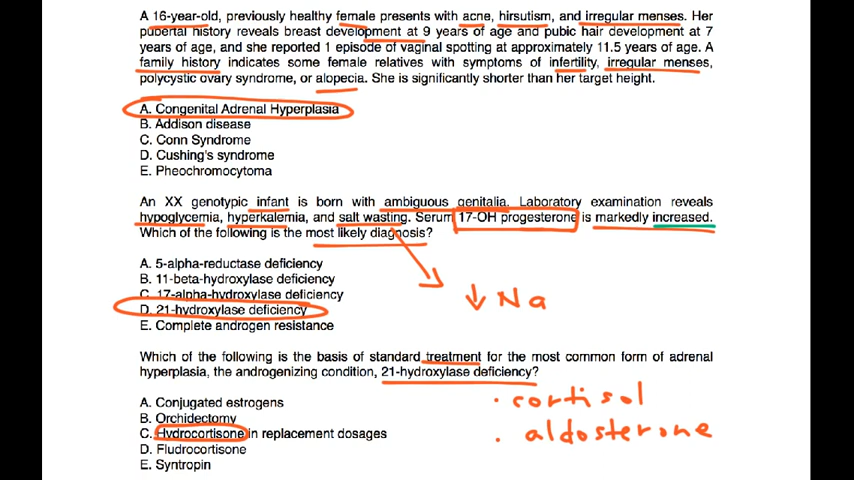 A 16-year-old, previously healthy female presents with acne, hirsutism, and irregular menses. Her
pubertal history reveals breast development at 9 years of age and pubic hair development at 7
years of age, and she reported 1 episode of vaginal spotting at approximately 11.5 years of age. A
family history indicates some female relatives with symptoms of infertility, irregular menses,
polycystic ovary syndrome, or alopecia. She is significantly shorter than her target height.
A. Congenital Adrenal Hyperplasia
B. Addison disease
C. Conn Syndrome
D. Cushing's syndrome
E. Pheochromocytoma
An XX genotypic infant is born with ambiguous genitalia. Laboratory examination reveals
hypoglycemia, hyperkalemia, and salt wasting. Serum 17-OH progesterone is markedly increased.
Which of the following is the most likely diagnosis?
A. 5-alpha-reductase deficiency
B. 11-beta-hydroxylase deficiency
C. 17-alpha-hydroxylase deficiency
↓ Na
D. 21-hydroxylase deficiency
E. Complete androgen resistance
Which of the following is the basis of standard treatment for the most common form of adrenal
hyperplasia, the androgenizing condition, 21-hydroxylase deficiency?
A. Conjugated estrogens
· cortisol
B. Orchidectomy
C. Hydrocortisone in replacement dosages
· aldosterone
D. Fludrocortisone
E. Syntropin